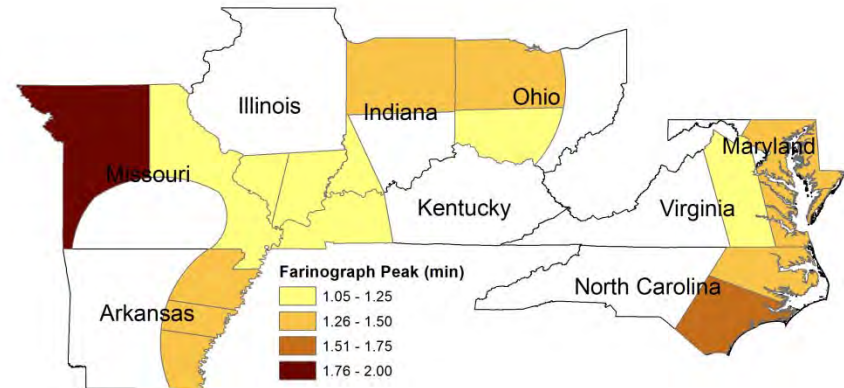 Illinois
Indiana
Ohio
Missouri
Maryland
Kentucky
Virginia
Arkansas
North Carolina
Farinograph Peak (min)
1.05 - 1.25
1.26 - 1.50
1.51 - 1.75
1.76 - 2.00